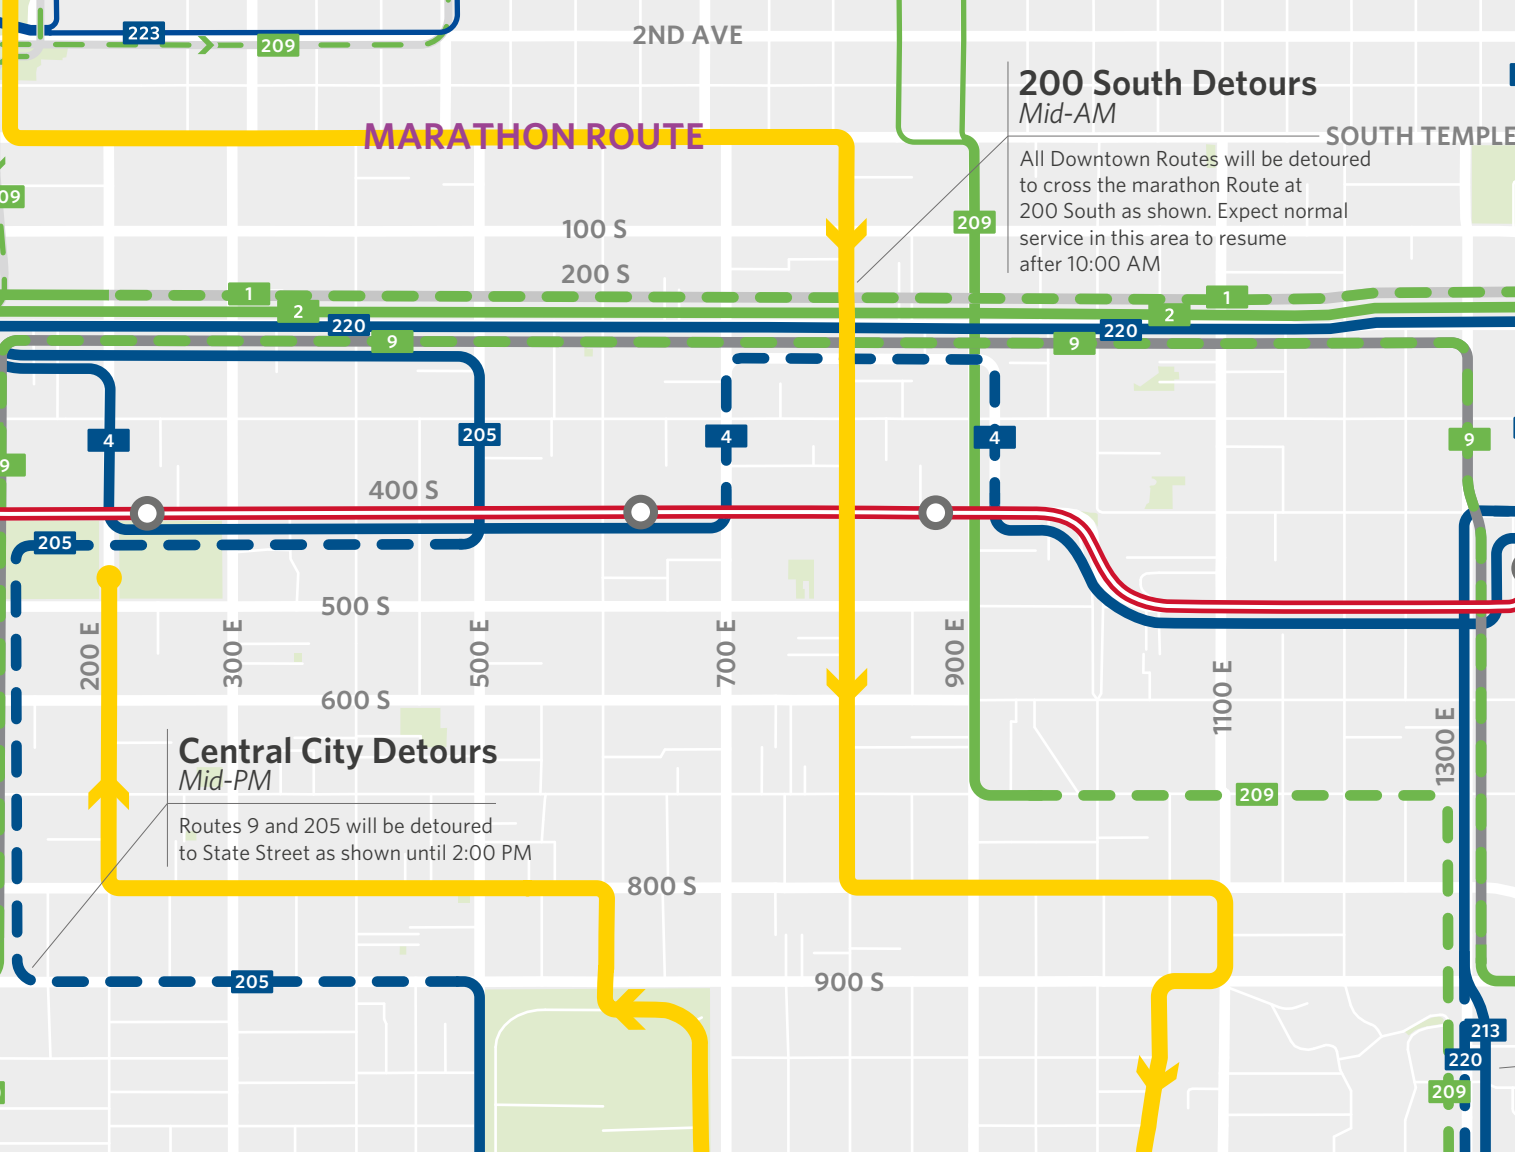 223
209
2ND AVE
200 South Detours
Mid-AM
MARATHON ROUTE
SOUTH TEMPLE
All Downtown Routes will be detoured
to cross the marathon Route at
200 South as shown. Expect normal
service in this area to resume
after 10:00 AM
209
100 S
200 S
1
1
2
2
220
220
9
9
4
205
4
4
9
9
400 S
205
500 S
200 E
300 E
500 E
700 E
900 E
1100 E
1300 E
600 S
Central City Detours
Mid-PM
Routes 9 and 205 will be detoured
to State Street as shown until 2:00 PM
209
800 S
205
900 S
213
220
209